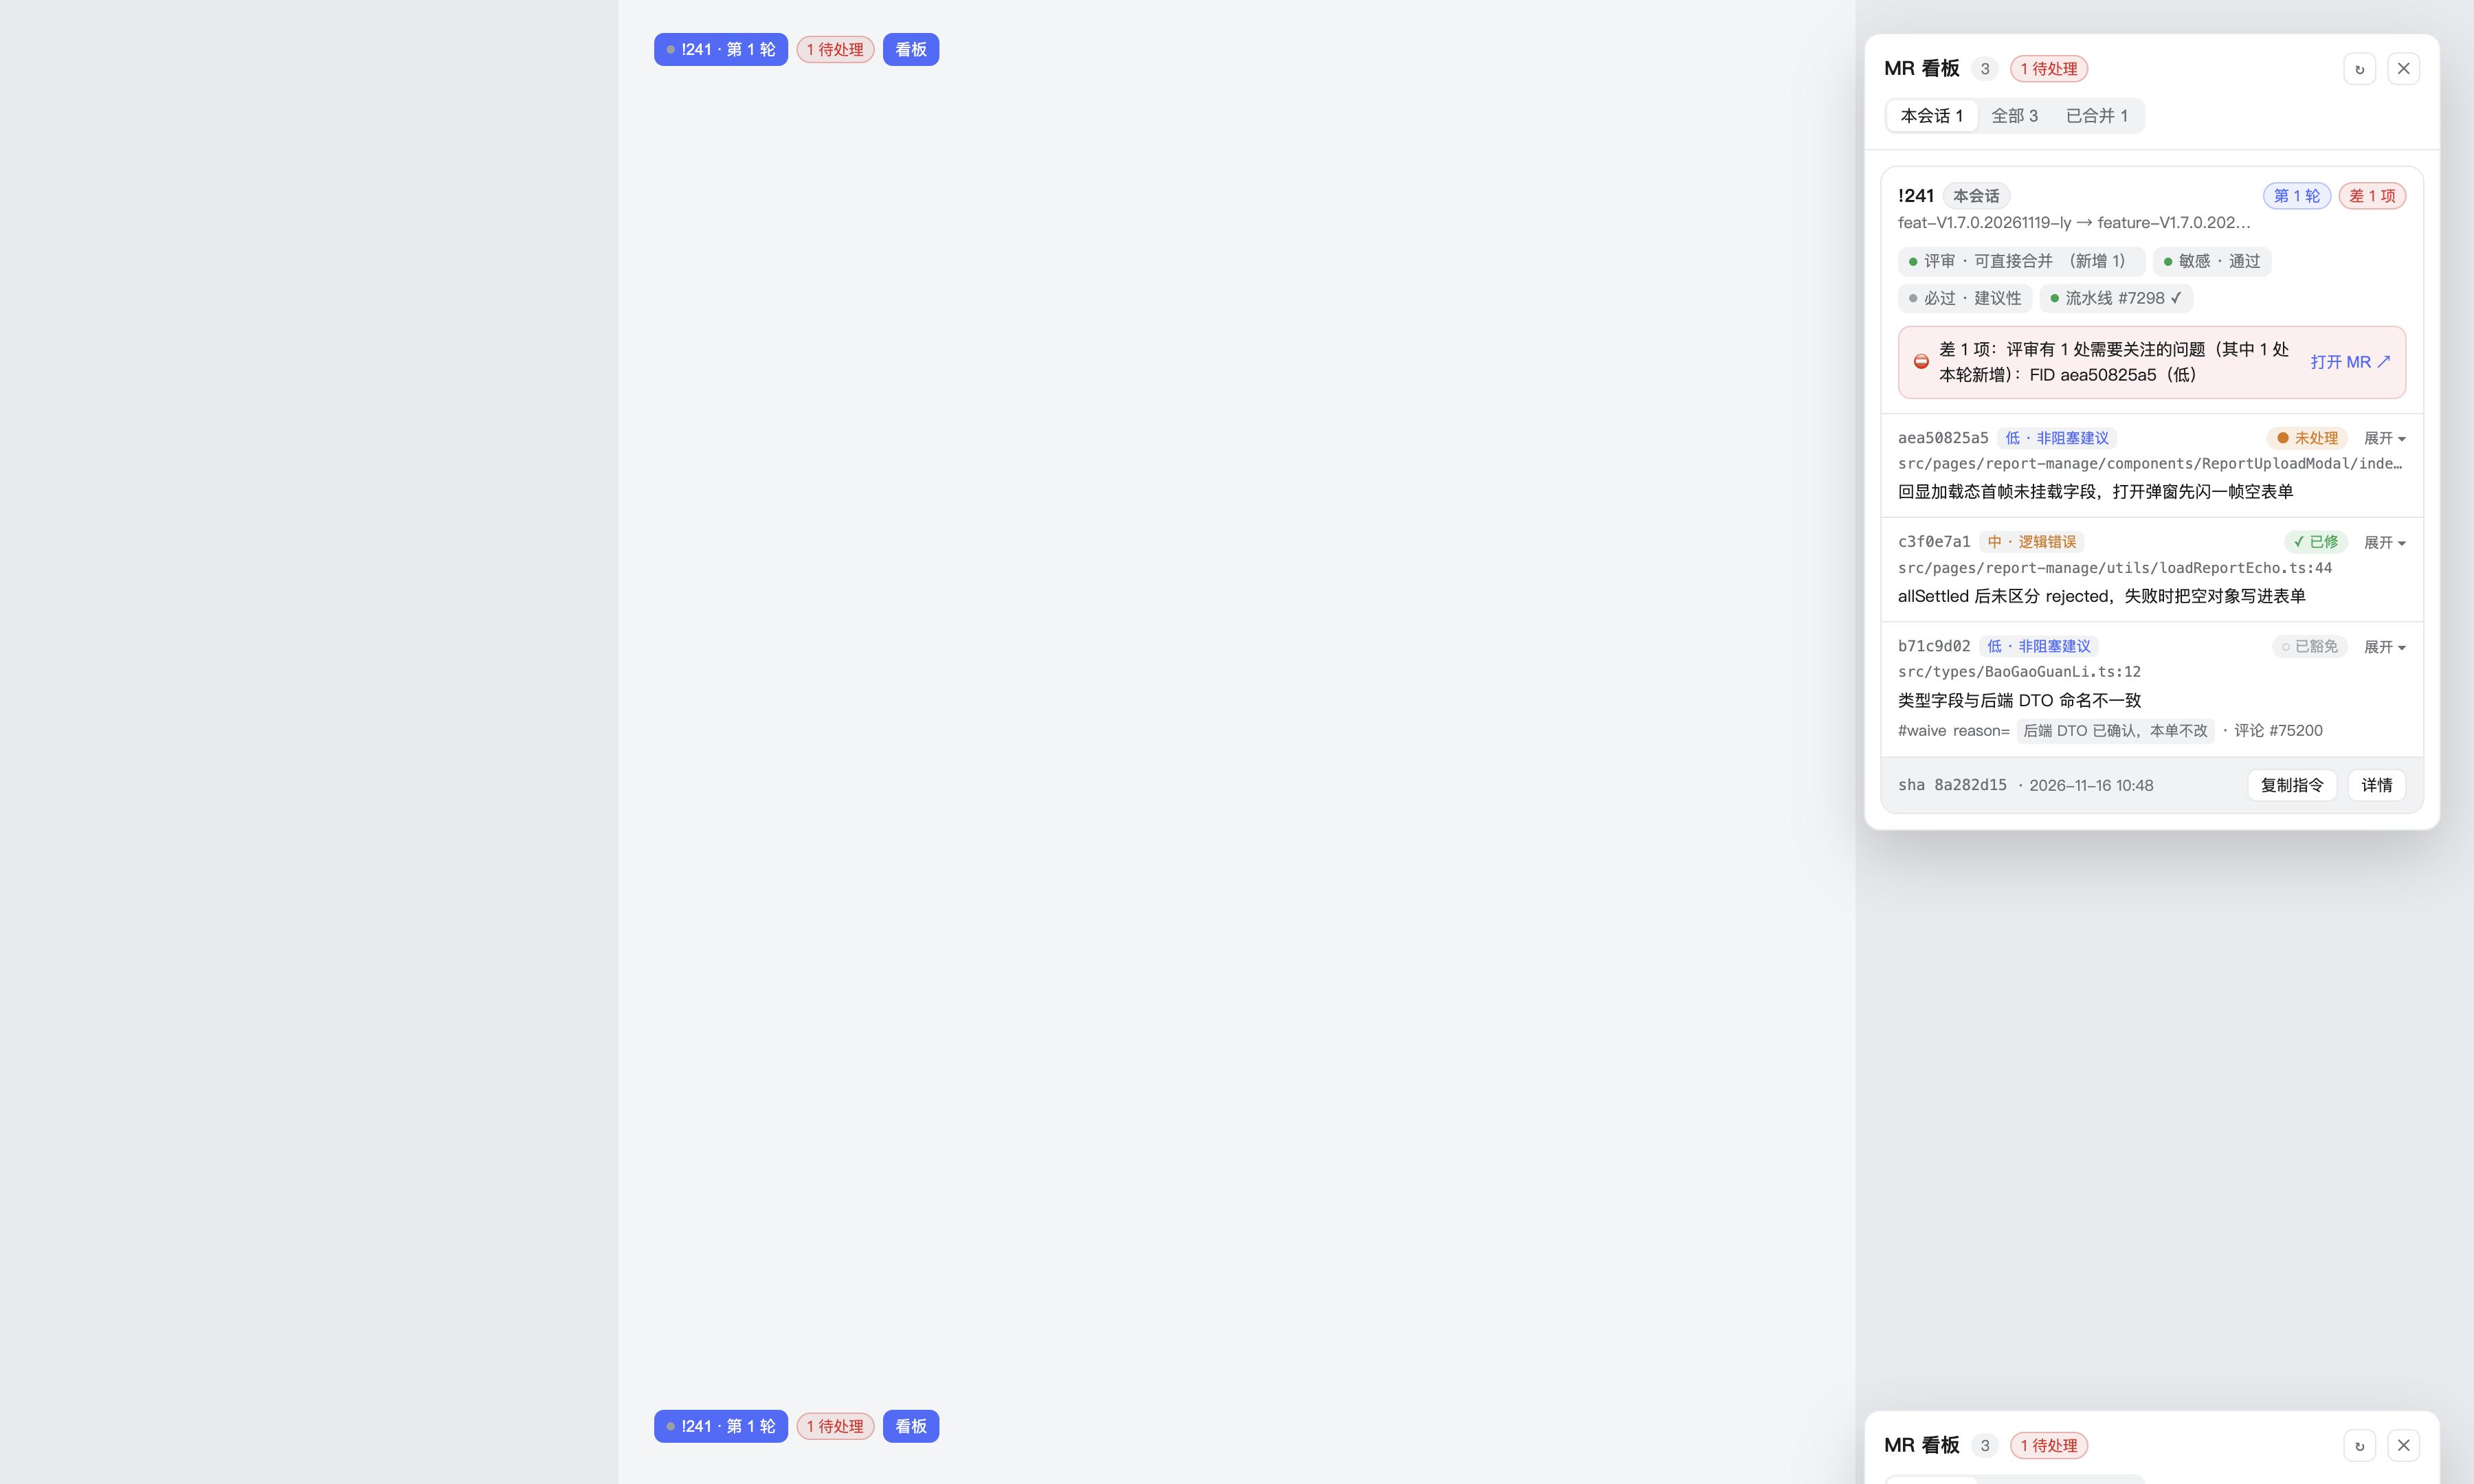 !241 · 第 1 轮 1 待处理 看板
MR 看板 3 1 待处理 ↻ ×
本会话 1 全部 3 已合并 1
!241 本会话 第 1 轮 差 1 项
feat-V1.7.0.20261119-ly → feature-V1.7.0.202…
评审 · 可直接合并 （新增 1） 敏感 · 通过
必过 · 建议性 流水线 #7298 ✓
差 1 项：评审有 1 处需要关注的问题（其中 1 处
本轮新增）：FID aea50825a5（低）
打开 MR ↗
aea50825a5 低 · 非阻塞建议 未处理 展开
src/pages/report-manage/components/ReportUploadModal/inde…
回显加载态首帧未挂载字段，打开弹窗先闪一帧空表单
c3f0e7a1 中 · 逻辑错误 ✓ 已修 展开
src/pages/report-manage/utils/loadReportEcho.ts:44
allSettled 后未区分 rejected，失败时把空对象写进表单
b71c9d02 低 · 非阻塞建议 ○ 已豁免 展开
src/types/BaoGaoGuanLi.ts:12
类型字段与后端 DTO 命名不一致
#waive reason= 后端 DTO 已确认，本单不改 · 评论 #75200
sha 8a282d15 · 2026-11-16 10:48 复制指令 详情
!241 · 第 1 轮 1 待处理 看板
MR 看板 3 1 待处理 ↻ ×